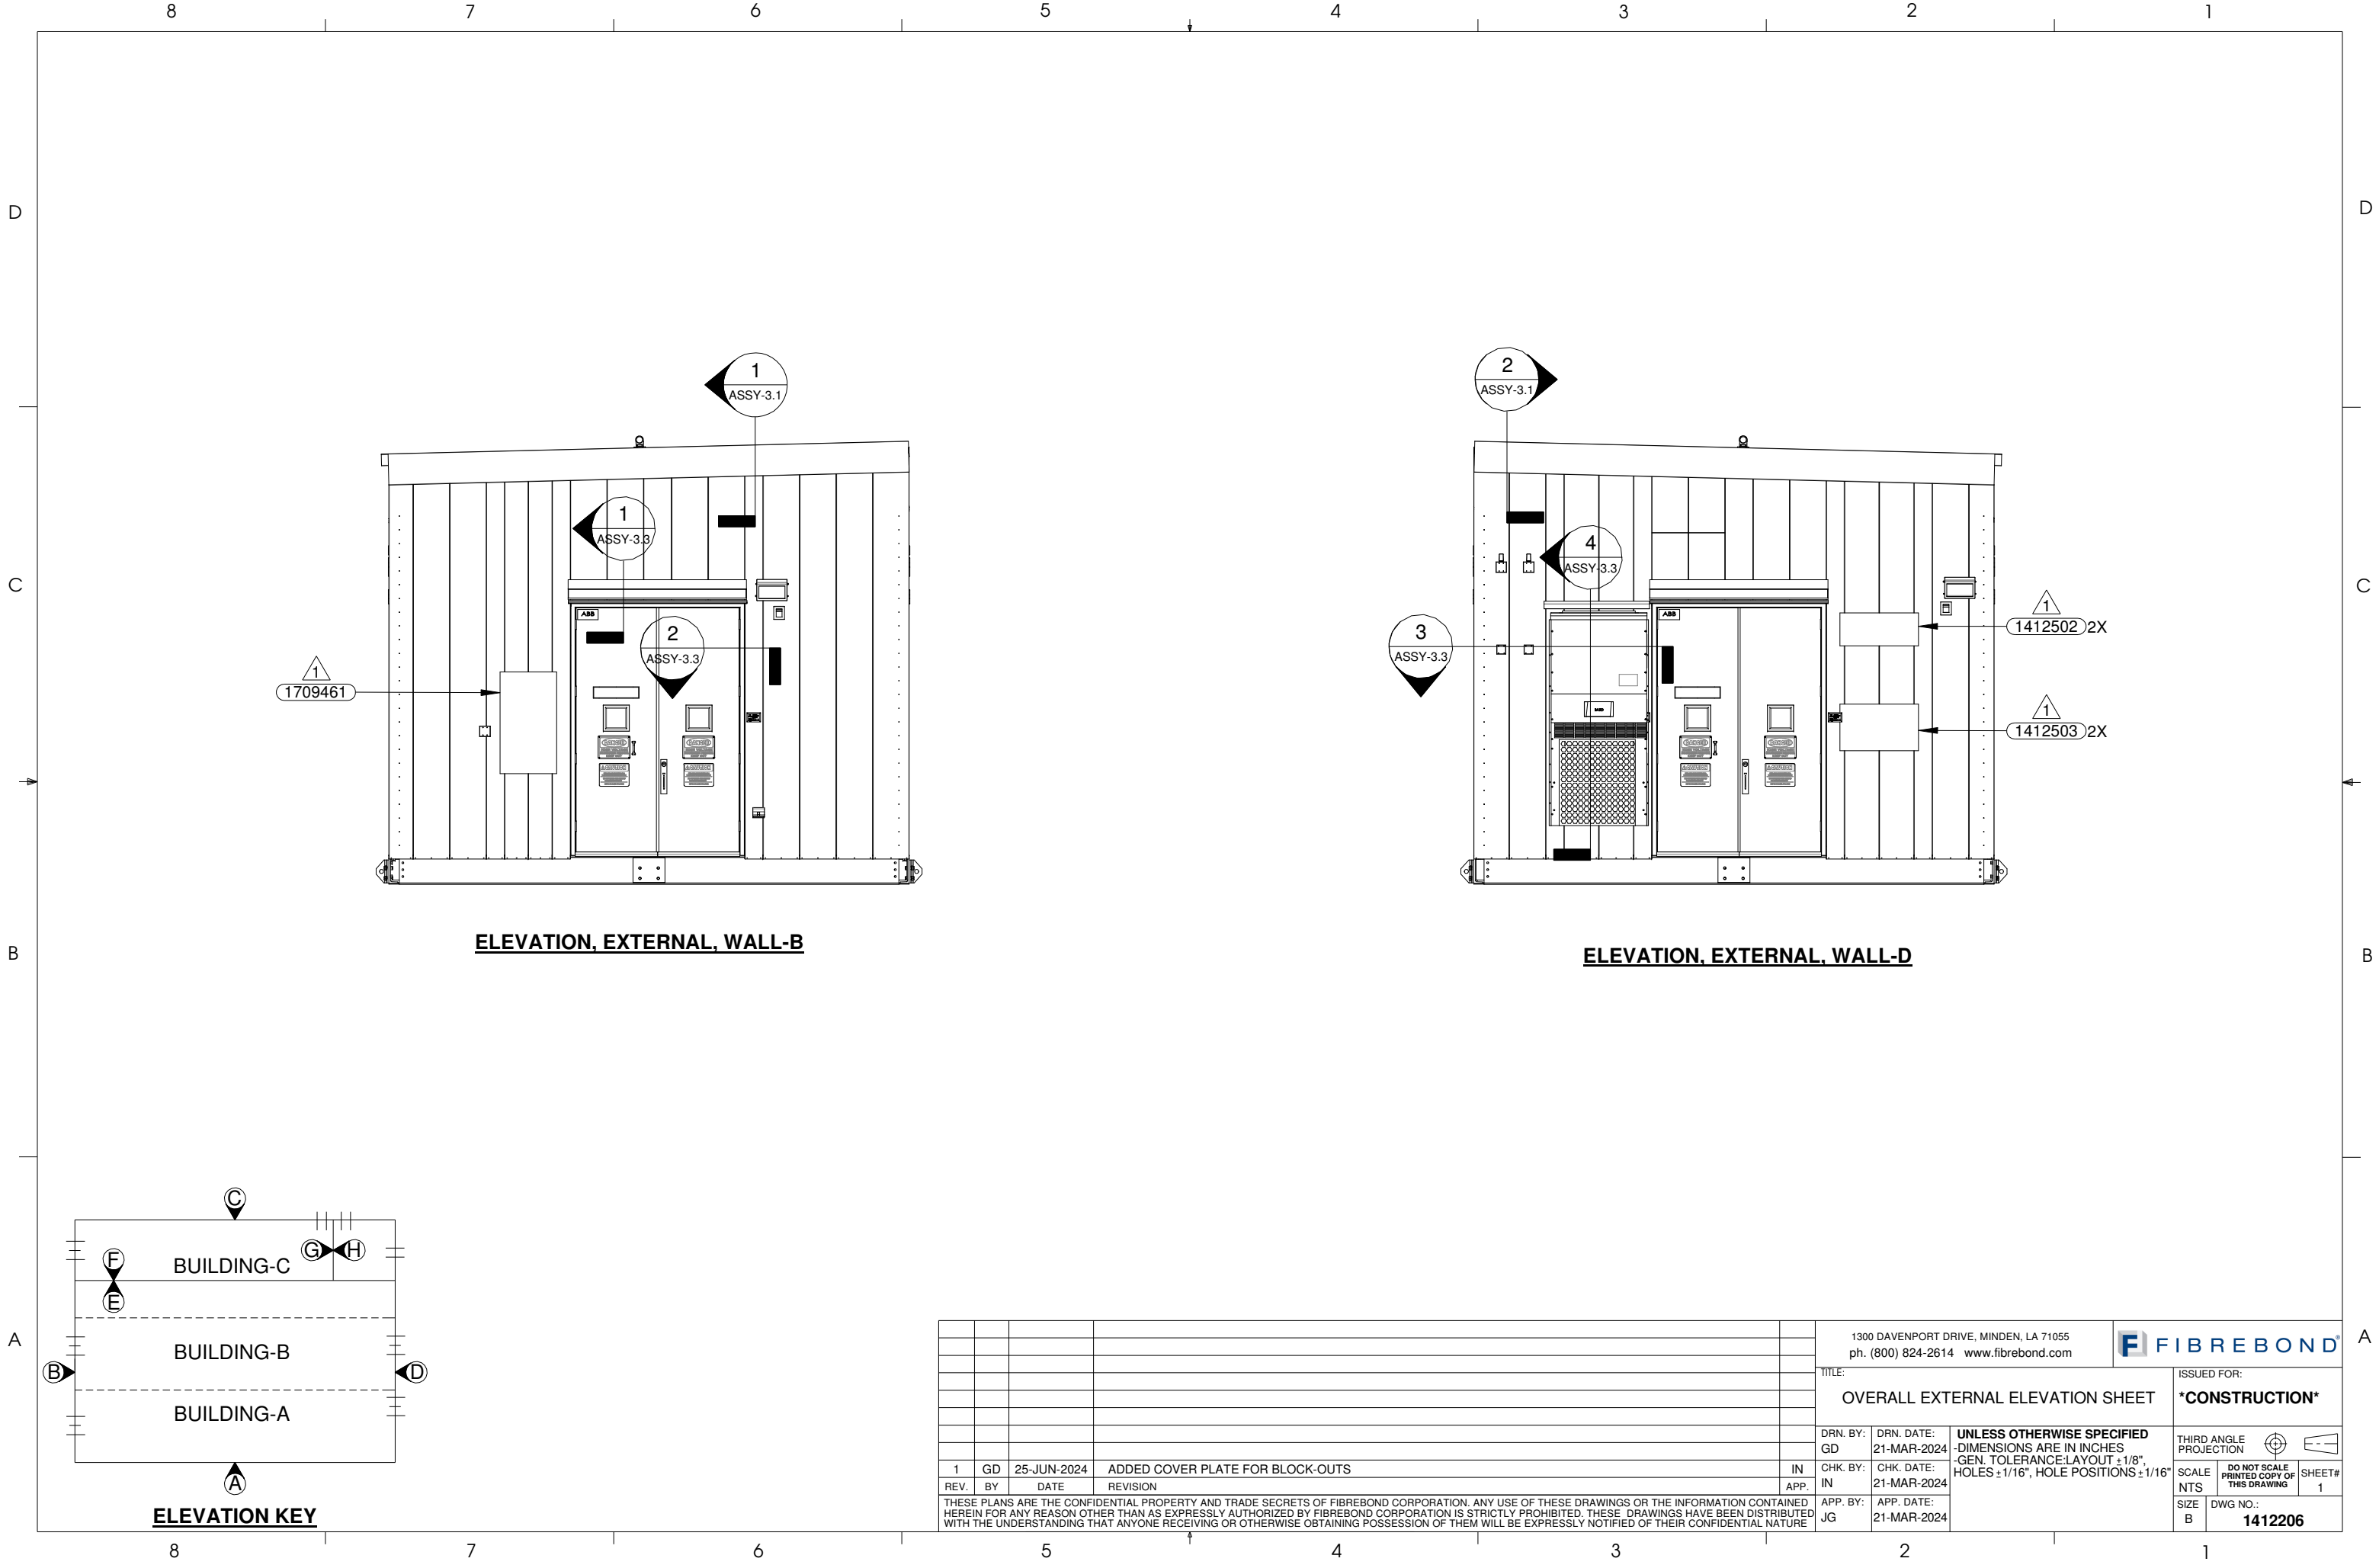 8 7 6 5 4 3 2 1
D D
1
ASSY-3.1
2
ASSY-3.1
1
ASSY-3.3
4
ASSY-3.3
C C
ABB
ABB
1
1412502 2X
2
ASSY-3.3
3
ASSY-3.3
1
1709461
1
1412503 2X
ELEVATION, EXTERNAL, WALL-B
ELEVATION, EXTERNAL, WALL-D
B B
C
G H
F
BUILDING-C
E
BUILDING-B
B D
BUILDING-A
A
ELEVATION KEY
A A
1300 DAVENPORT DRIVE, MINDEN, LA 71055
ph. (800) 824-2614 www.fibrebond.com
F FIBREBOND®
TITLE:
OVERALL EXTERNAL ELEVATION SHEET
ISSUED FOR:
*CONSTRUCTION*
DRN. BY: DRN. DATE:
GD 21-MAR-2024
UNLESS OTHERWISE SPECIFIED
-DIMENSIONS ARE IN INCHES
-GEN. TOLERANCE:LAYOUT ±1/8",
HOLES ±1/16", HOLE POSITIONS ±1/16"
THIRD ANGLE
PROJECTION
1 GD 25-JUN-2024 ADDED COVER PLATE FOR BLOCK-OUTS IN
REV. BY DATE REVISION APP.
CHK. BY: CHK. DATE:
IN 21-MAR-2024
SCALE
NTS
DO NOT SCALE
PRINTED COPY OF
THIS DRAWING
SHEET#
1
THESE PLANS ARE THE CONFIDENTIAL PROPERTY AND TRADE SECRETS OF FIBREBOND CORPORATION. ANY USE OF THESE DRAWINGS OR THE INFORMATION CONTAINED
HEREIN FOR ANY REASON OTHER THAN AS EXPRESSLY AUTHORIZED BY FIBREBOND CORPORATION IS STRICTLY PROHIBITED. THESE DRAWINGS HAVE BEEN DISTRIBUTED
WITH THE UNDERSTANDING THAT ANYONE RECEIVING OR OTHERWISE OBTAINING POSSESSION OF THEM WILL BE EXPRESSLY NOTIFIED OF THEIR CONFIDENTIAL NATURE
APP. BY: APP. DATE:
JG 21-MAR-2024
SIZE
B
DWG NO.:
1412206
8 7 6 5 4 3 2 1